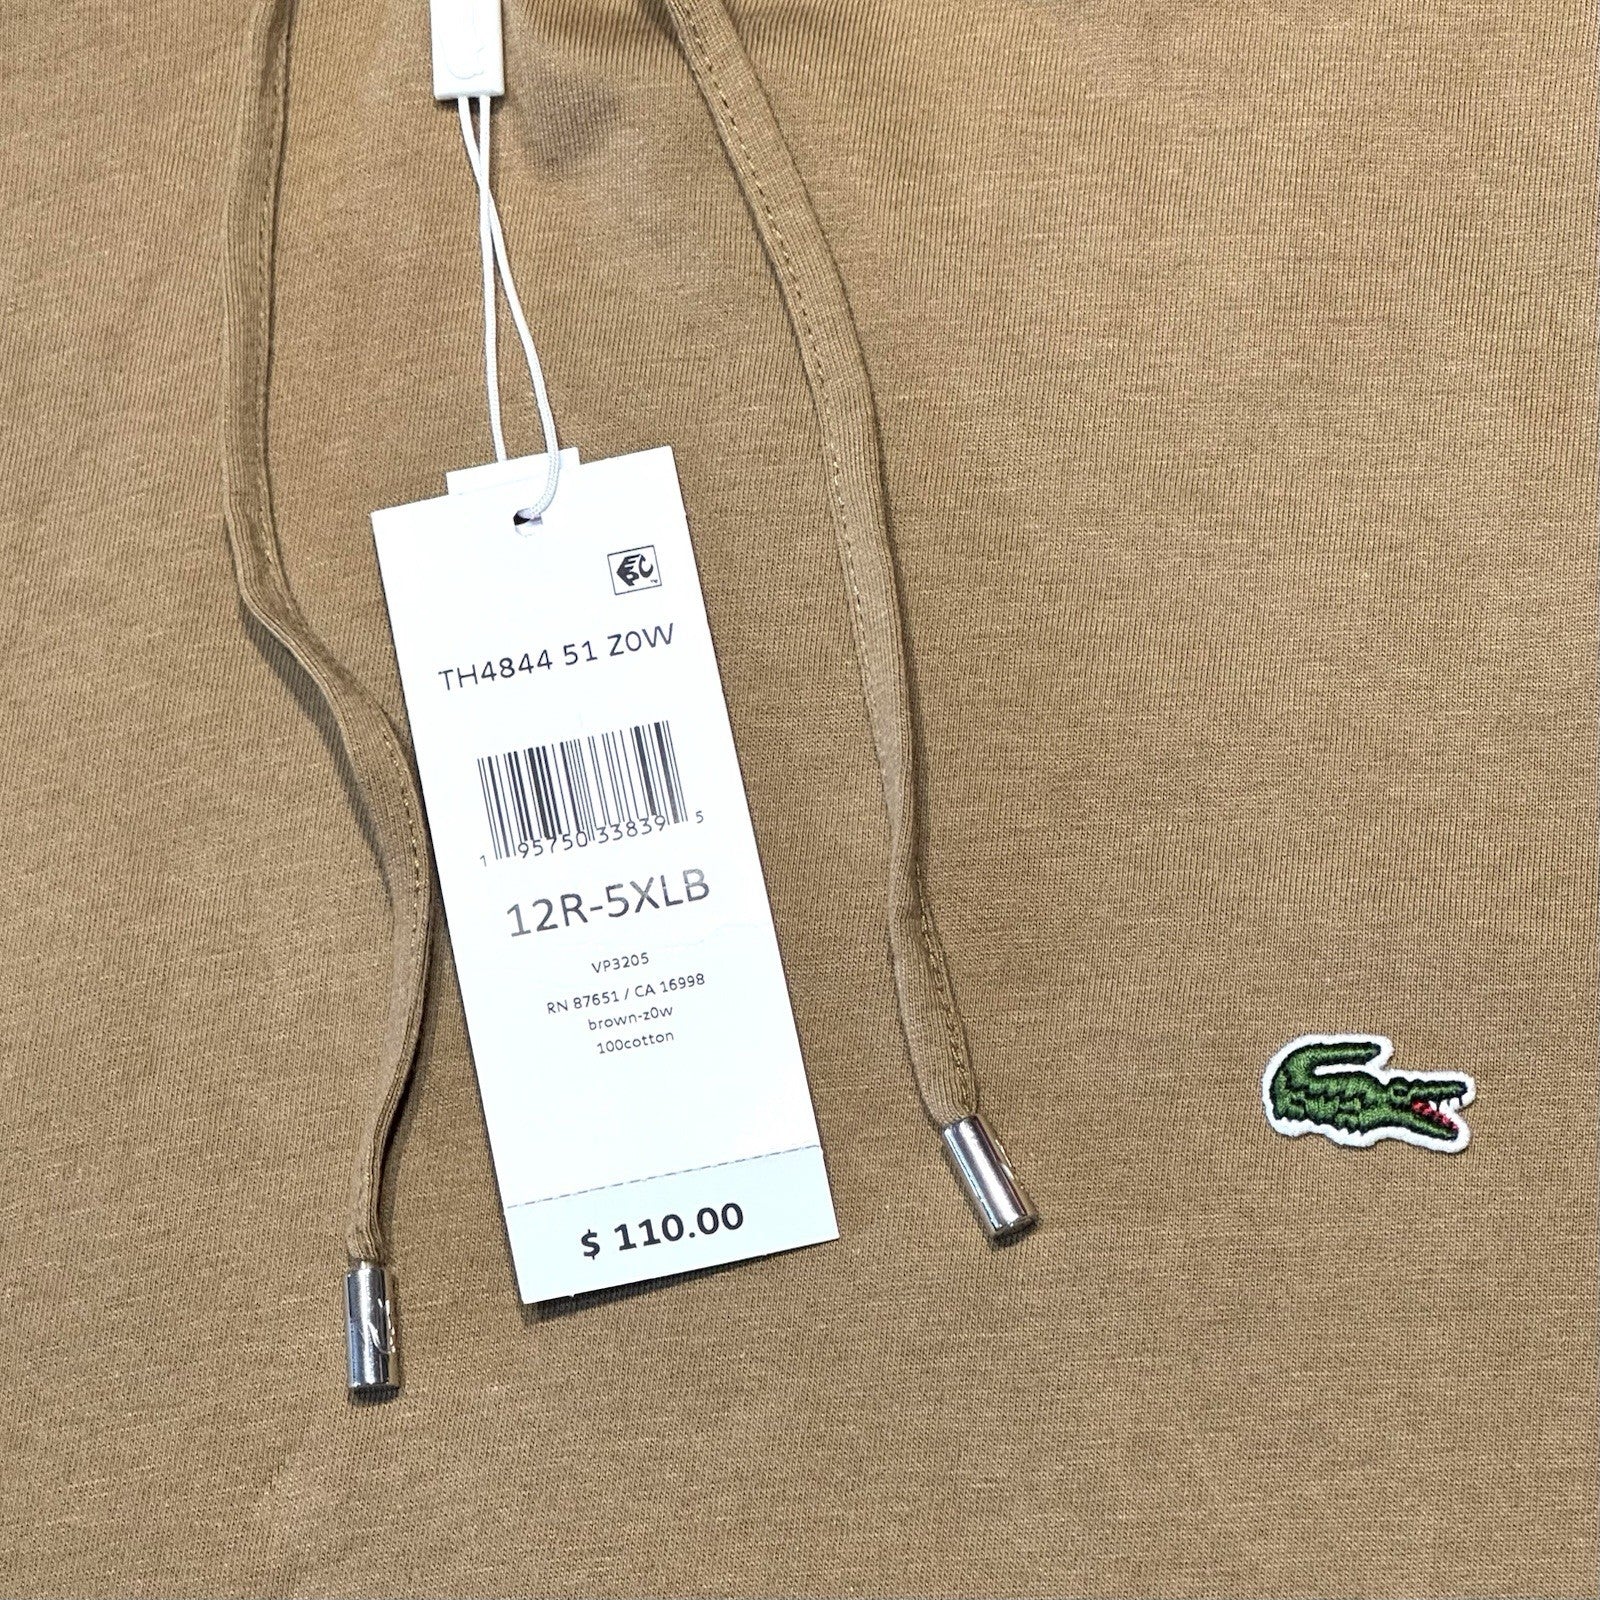 EPC
TH4844 51 Z0W
1 95750 33839 5
12R-5XLB
VP3205
RN 87651 / CA 16998
brown-z0w
100cotton
$ 110.00